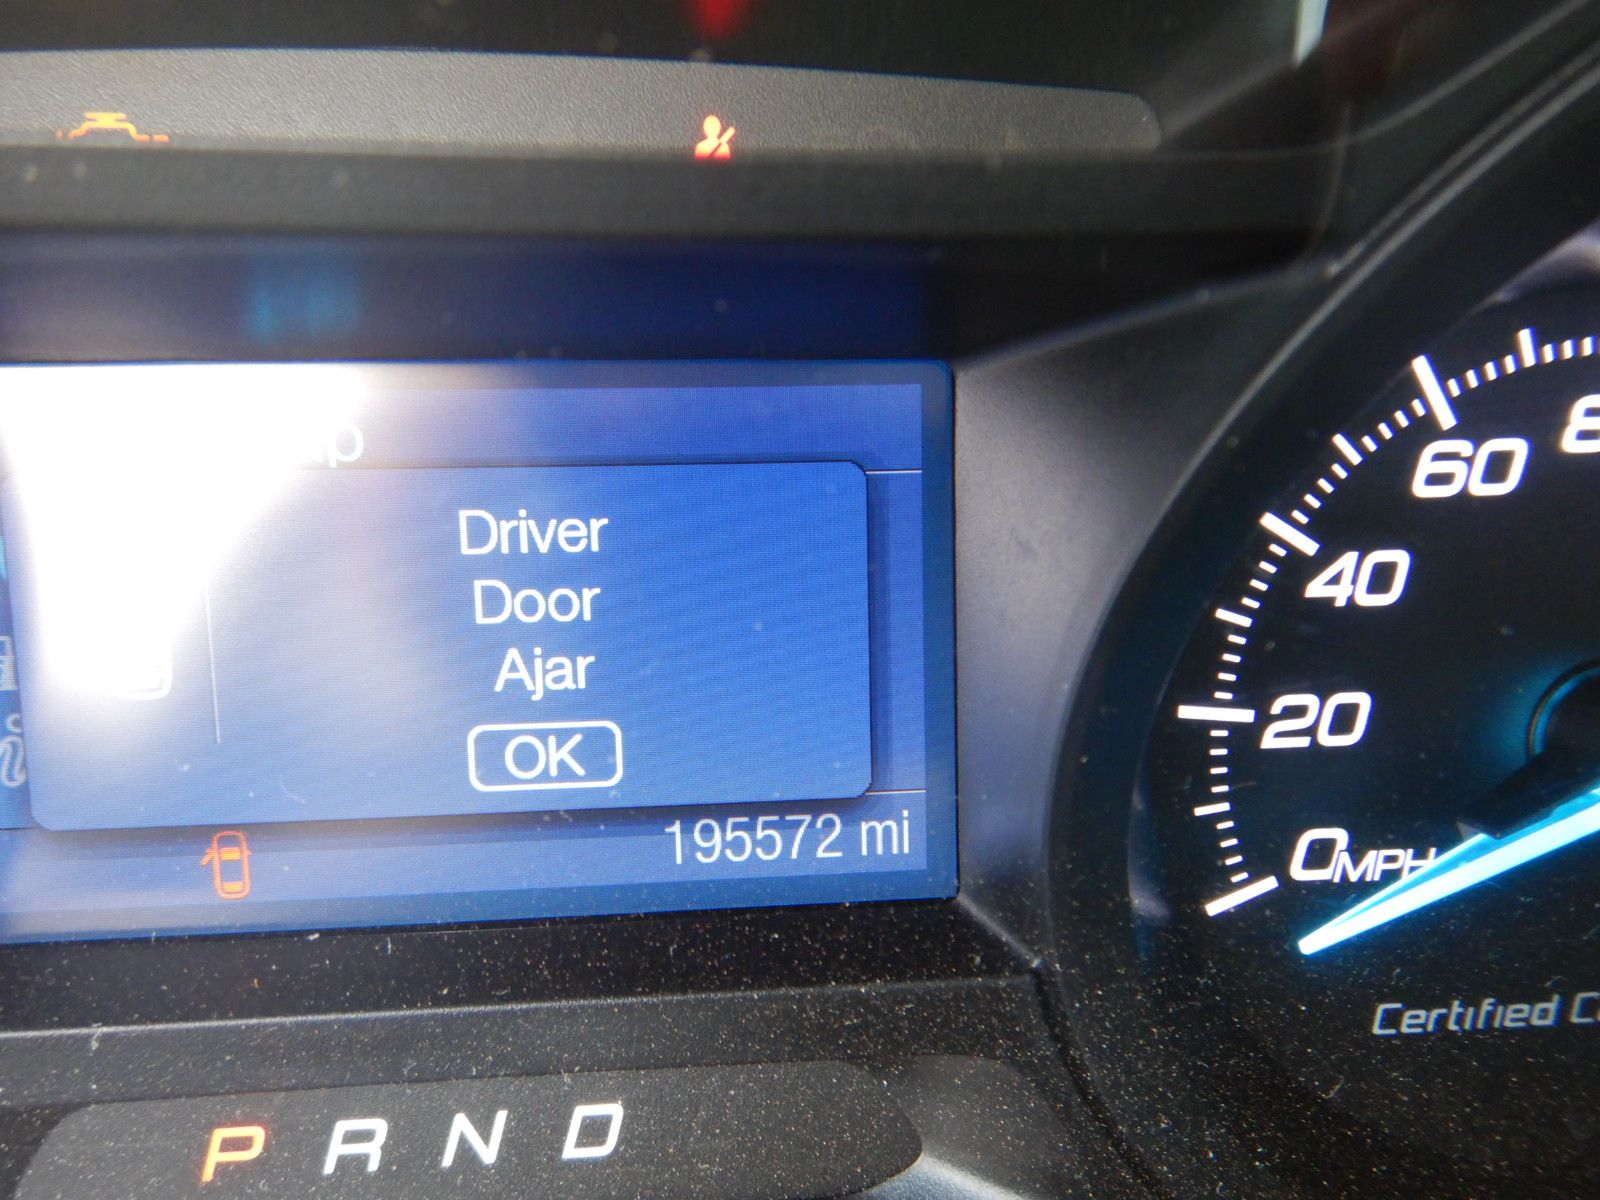 Driver
Door
Ajar
OK
195572 mi
60
40
20
0MPH
Certified
P R N D